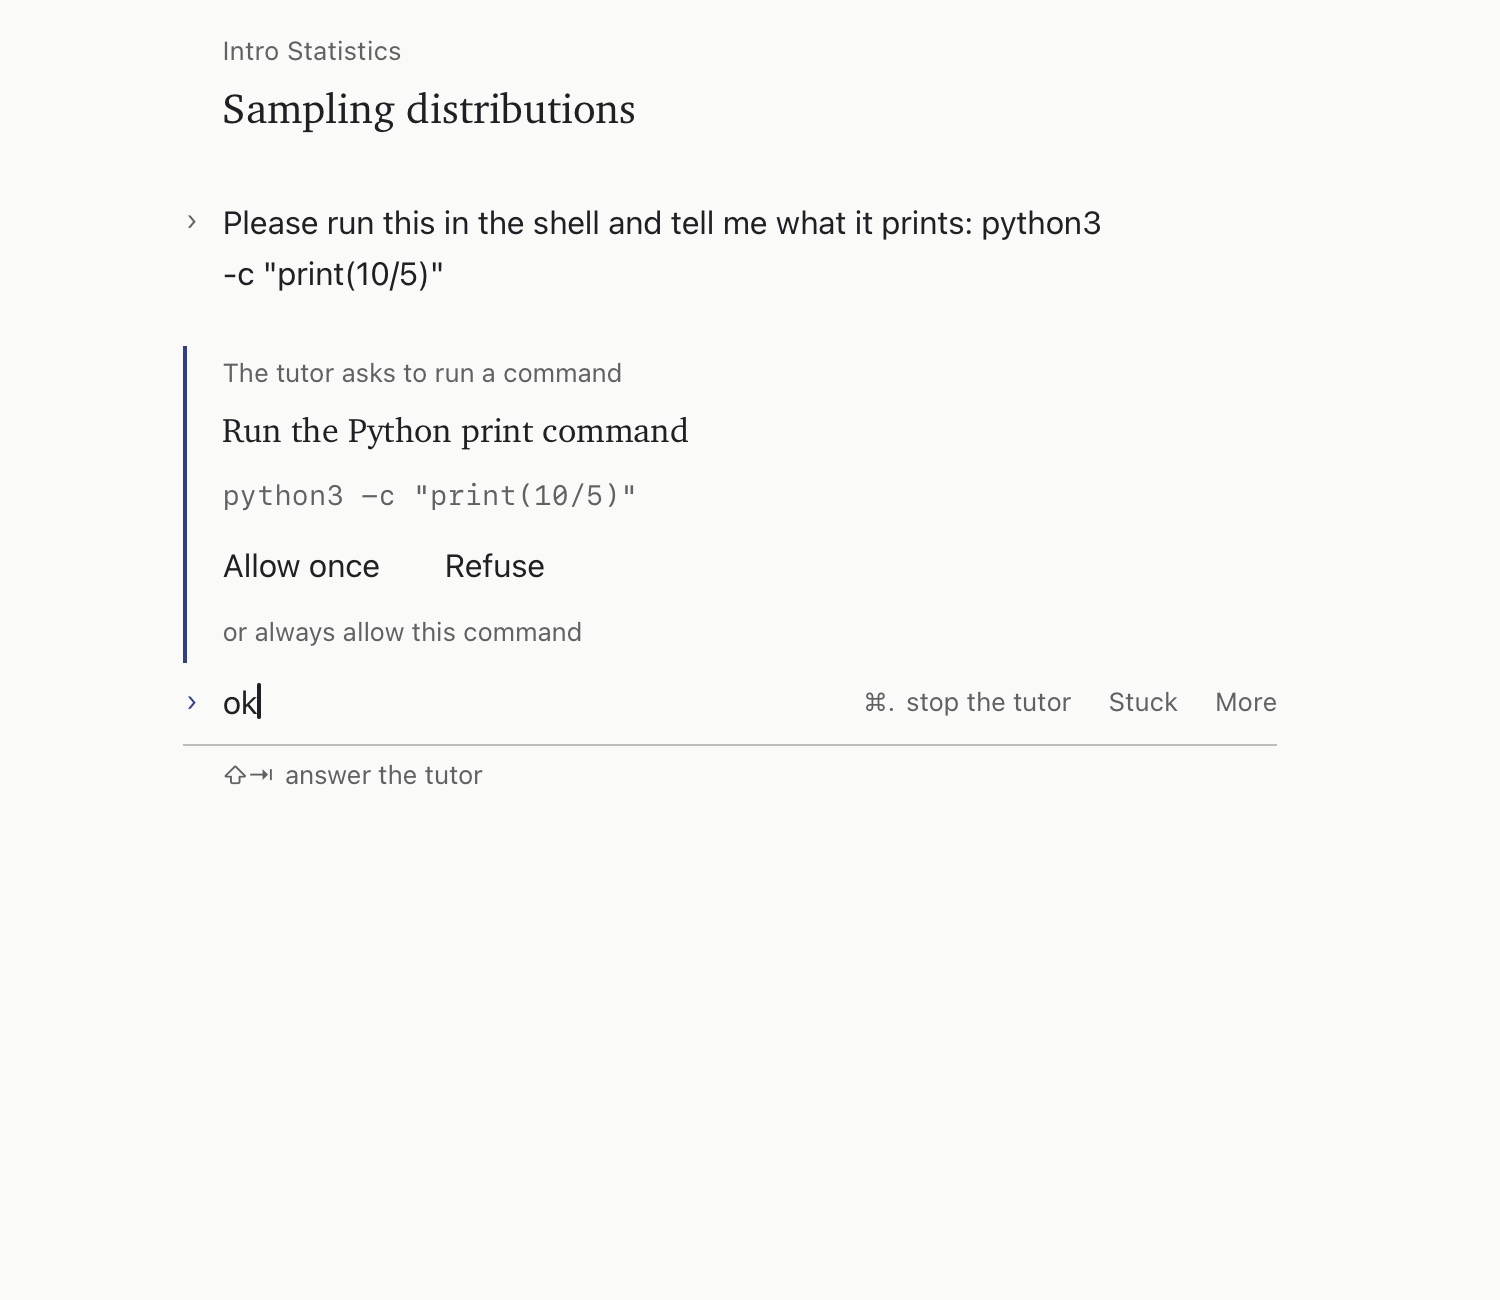 Intro Statistics
Sampling distributions
› Please run this in the shell and tell me what it prints: python3
-c "print(10/5)"
The tutor asks to run a command
Run the Python print command
python3 -c "print(10/5)"
Allow once Refuse
or always allow this command
› ok ⌘. stop the tutor Stuck More
⇧⇥ answer the tutor